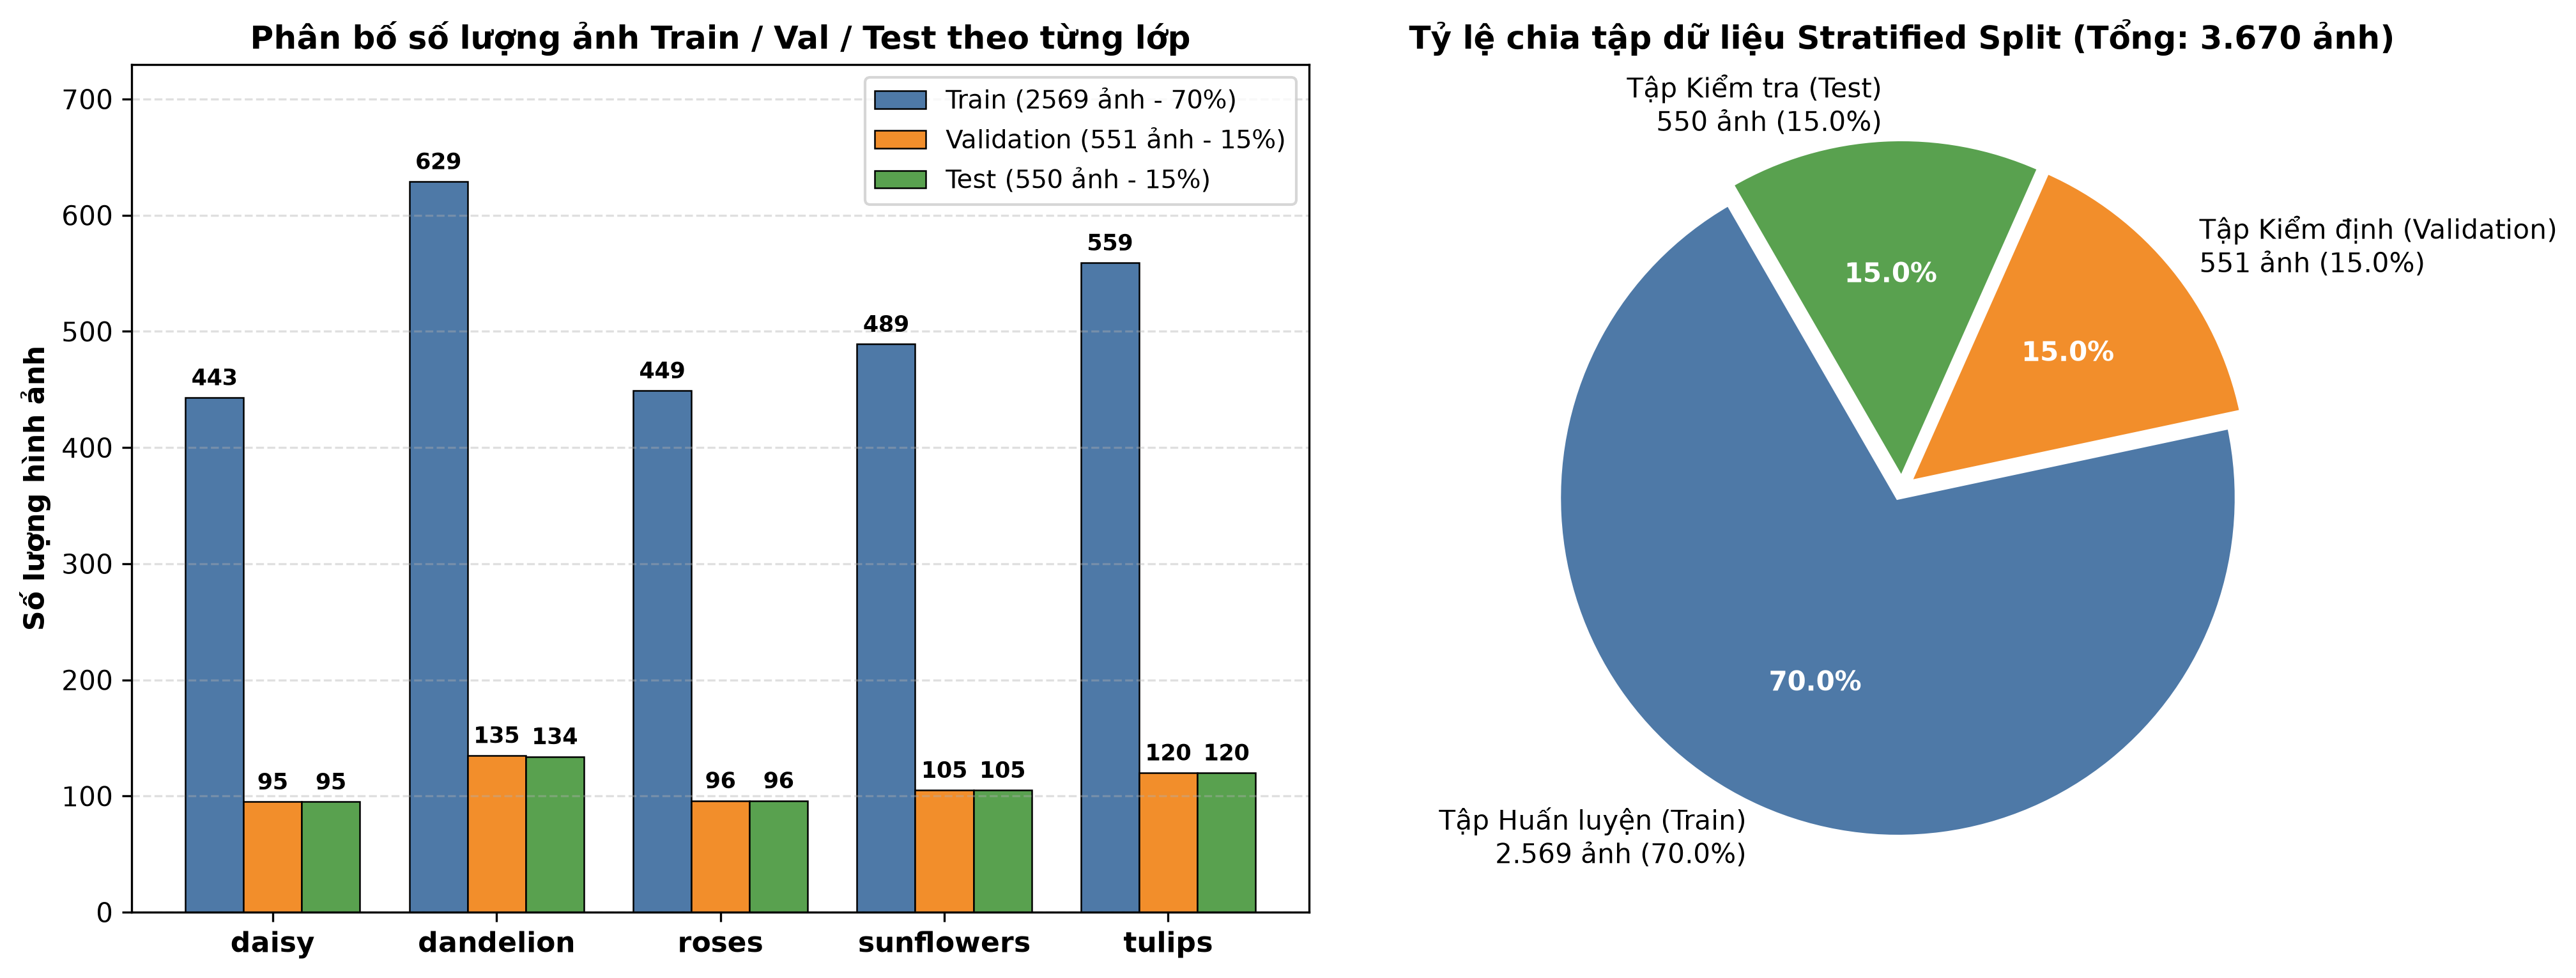 Phân bố số lượng ảnh Train / Val / Test theo từng lớp
Số lượng hình ảnh
700
600
500
400
300
200
100
0
Train (2569 ảnh - 70%)
Validation (551 ảnh - 15%)
Test (550 ảnh - 15%)
443
95
95
629
135
134
449
96
96
489
105
105
559
120
120
daisy
dandelion
roses
sunflowers
tulips
Tỷ lệ chia tập dữ liệu Stratified Split (Tổng: 3.670 ảnh)
Tập Kiểm tra (Test)
550 ảnh (15.0%)
Tập Kiểm định (Validation)
551 ảnh (15.0%)
15.0%
15.0%
70.0%
Tập Huấn luyện (Train)
2.569 ảnh (70.0%)